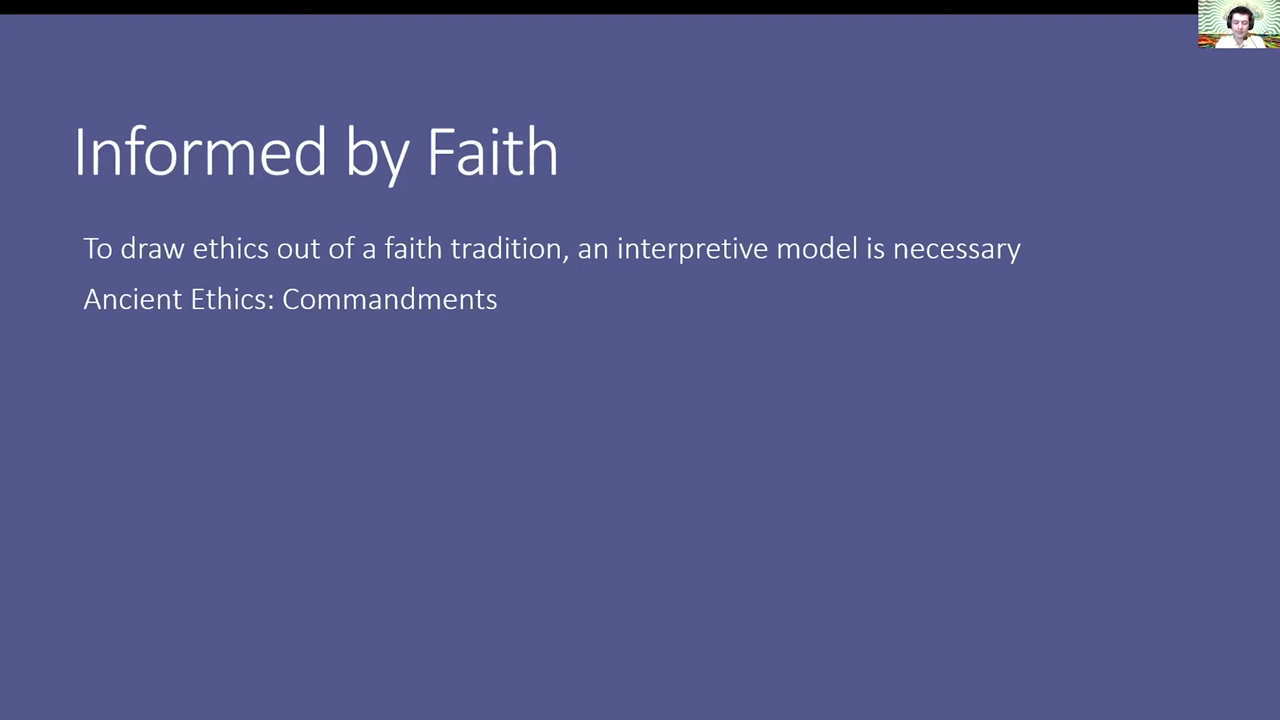 Informed by Faith
To draw ethics out of a faith tradition, an interpretive model is necessary
Ancient Ethics: Commandments